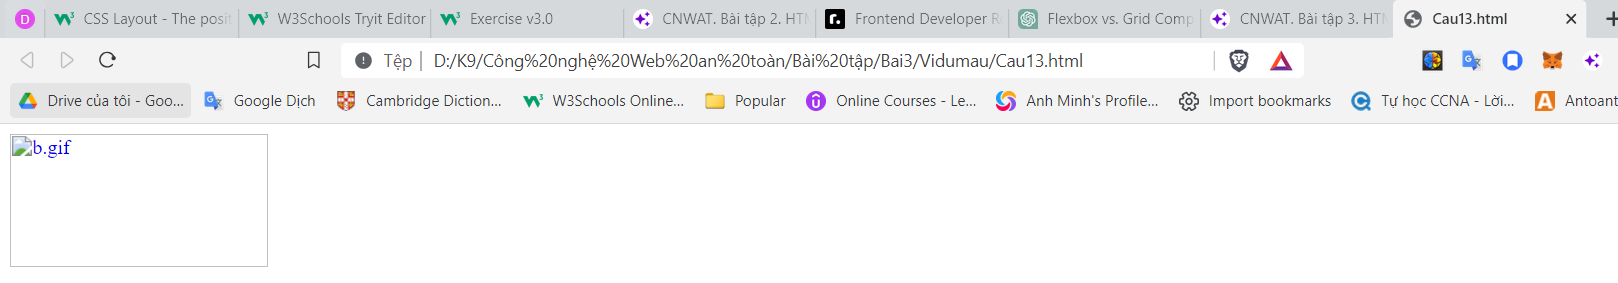 D CSS Layout - The posit W3Schools Tryit Editor Exercise v3.0 CNWAT. Bài tập 2. HTM Frontend Developer Ro Flexbox vs. Grid Comp CNWAT. Bài tập 3. HTM Cau13.html
Tệp D:/K9/Công%20nghệ%20Web%20an%20toàn/Bài%20tập/Bai3/Vidumau/Cau13.html
Drive của tôi - Goo... Google Dịch Cambridge Diction... W3Schools Online... Popular Online Courses - Le... Anh Minh's Profile... Import bookmarks Tự học CCNA - Lời... Antoant
b.gif